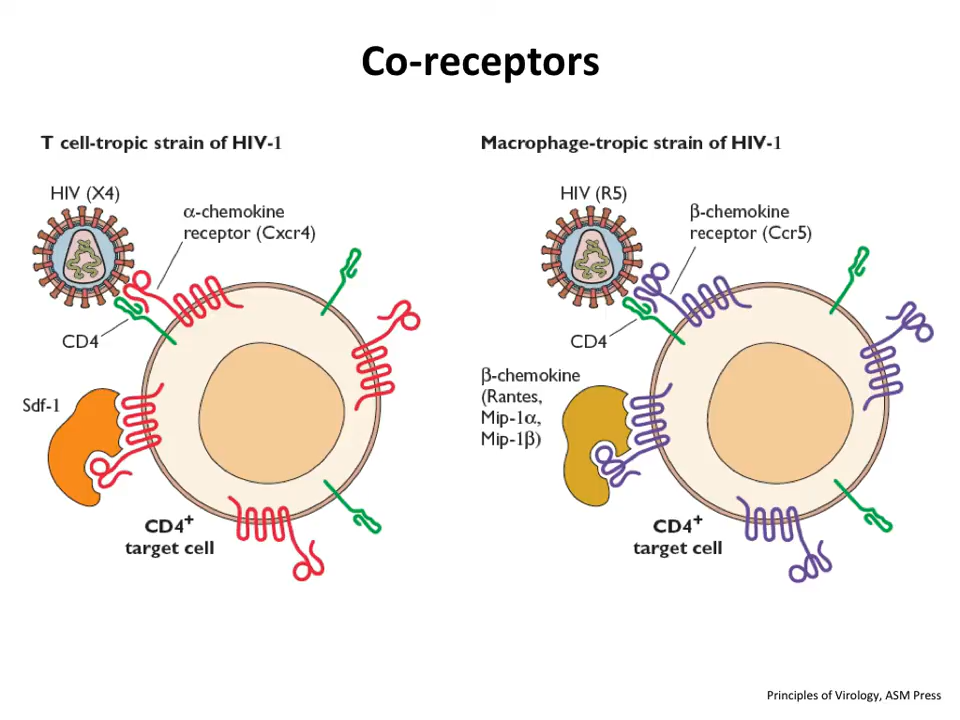 Co-receptors
T cell-tropic strain of HIV-1
HIV (X4)
α-chemokine
receptor (Cxcr4)
CD4
Sdf-1
CD4+
target cell
Macrophage-tropic strain of HIV-1
HIV (R5)
β-chemokine
receptor (Ccr5)
CD4
β-chemokine
(Rantes,
Mip-1α,
Mip-1β)
CD4+
target cell
Principles of Virology, ASM Press